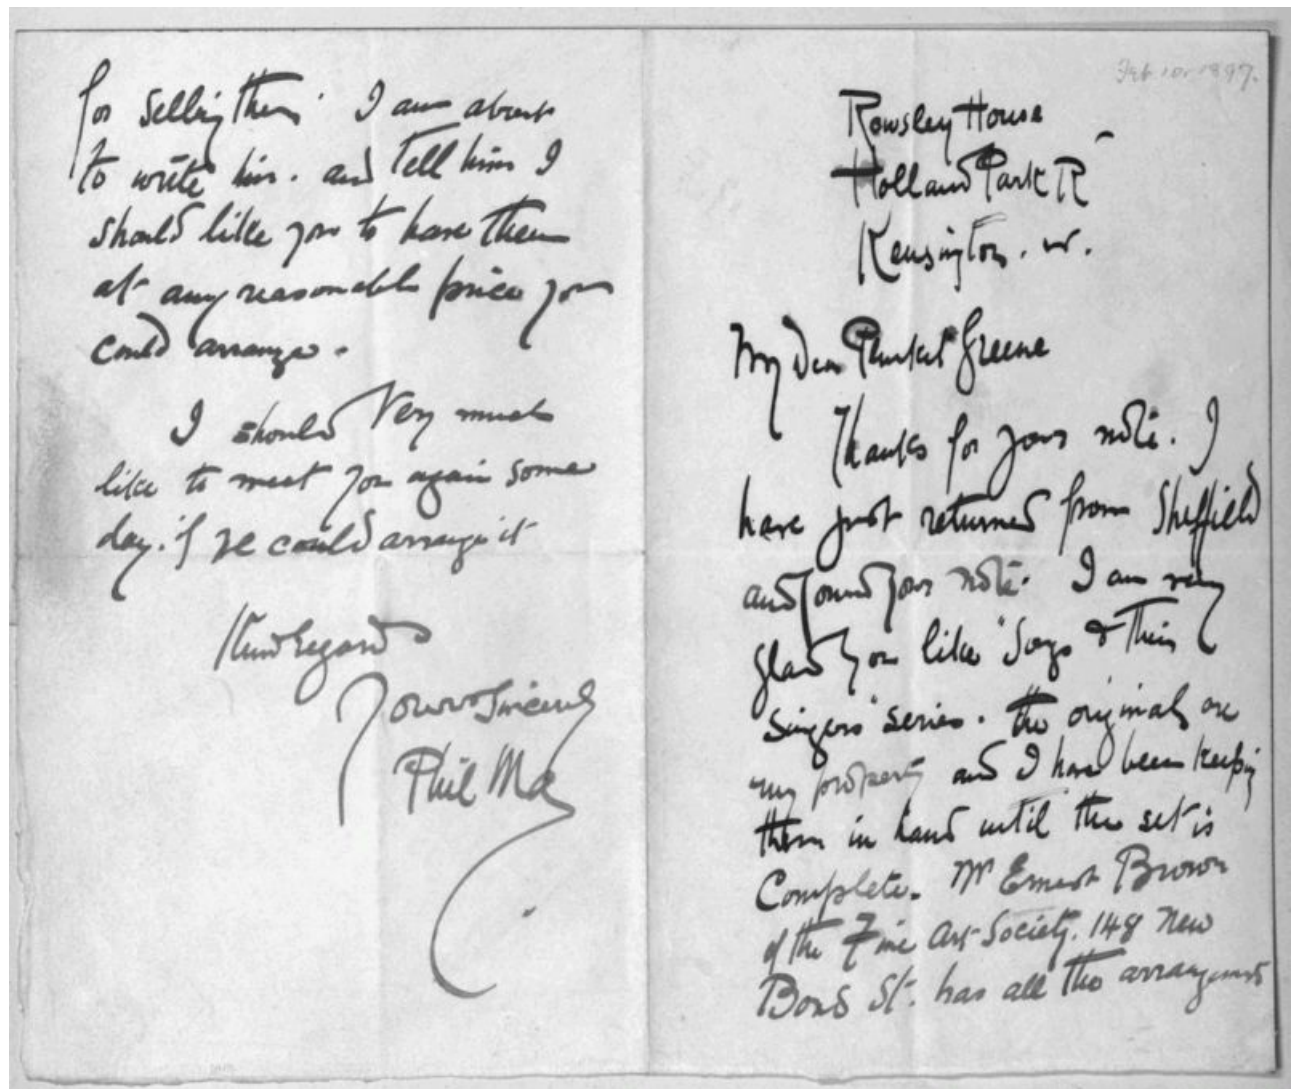 Feb. 10. 1897.
Rowsley House
Holland Park Rd
Kensington. W.
My Dear Plunket Greene
Thanks for your note. I
have just returned from Sheffield
and found your note. I am very
glad you like "Songs & Their
Singers" series. The originals are
my property and I have been keeping
them in hand until the set is
Complete. Mr Ernest Brown
of the Fine Art Society. 148 New
Bond St. has all the arrangements
for selling them. I am about
to write him. and Tell him I
should like you to have them
at any reasonable price you
could arrange.
I should Very much
like to meet you again some
day. if we could arrange it
Kind Regards
Yours Sincerely
Phil May